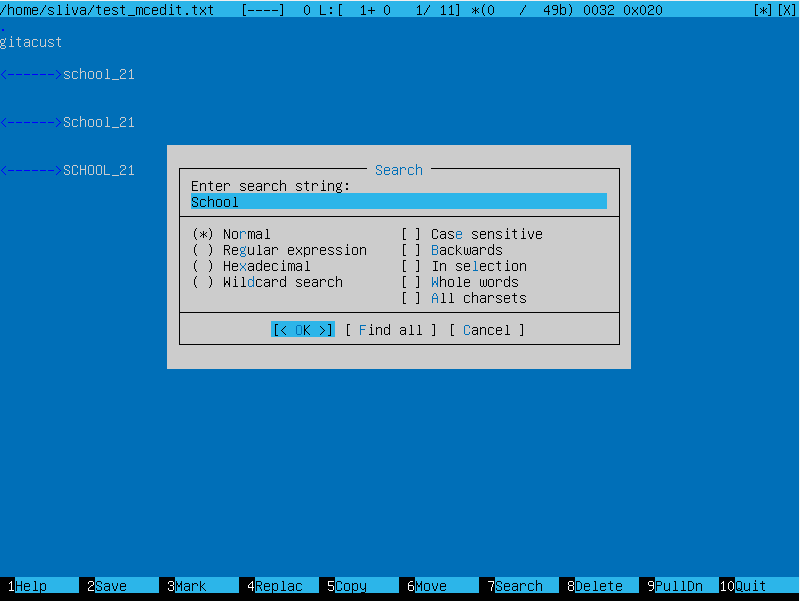 /home/sliva/test_mcedit.txt [----] 0 L:[ 1+ 0 1/ 11] *(0 / 49b) 0032 0x020 [*][X]
.
gitacust
<------>school_21
<------>School_21
<------>SCHOOL_21
Search
Enter search string:
School
(*) Normal [ ] Case sensitive
( ) Regular expression [ ] Backwards
( ) Hexadecimal [ ] In selection
( ) Wildcard search [ ] Whole words
[ ] All charsets
[< OK >] [ Find all ] [ Cancel ]
1Help 2Save 3Mark 4Replac 5Copy 6Move 7Search 8Delete 9PullDn 10Quit